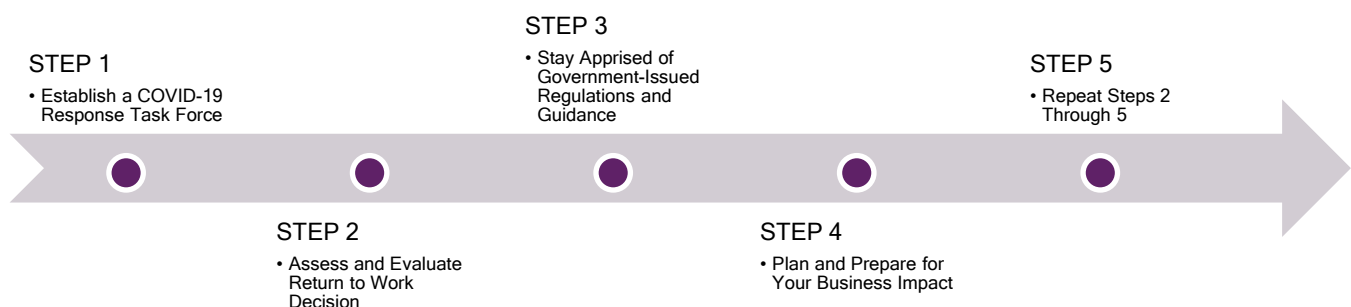 STEP 1
• Establish a COVID-19
Response Task Force
STEP 2
• Assess and Evaluate
Return to Work
Decision
STEP 3
• Stay Apprised of
Government-Issued
Regulations and
Guidance
STEP 4
• Plan and Prepare for
Your Business Impact
STEP 5
• Repeat Steps 2
Through 5